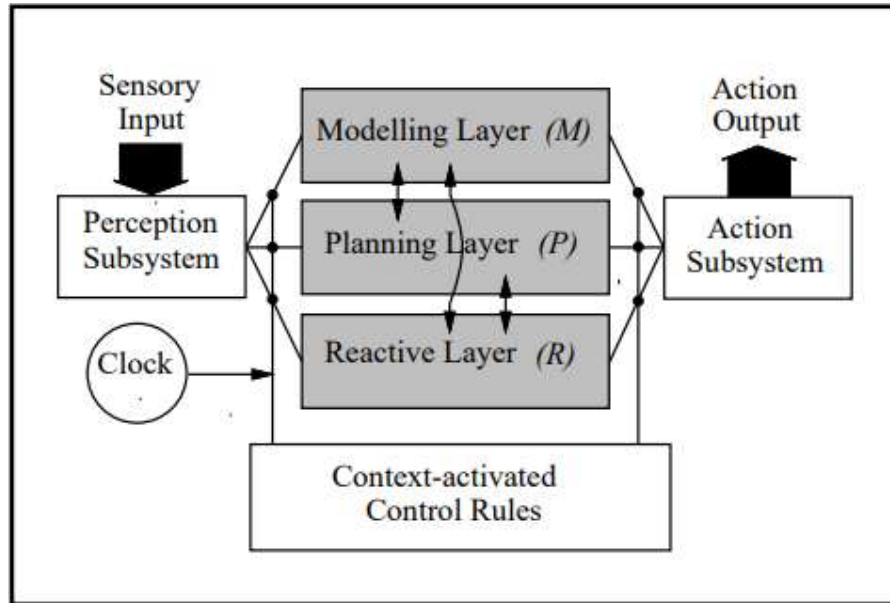 Sensory
Input
Action
Output
Modelling Layer (M)
Perception
Subsystem
Planning Layer (P)
Action
Subsystem
Reactive Layer (R)
Clock
Context-activated
Control Rules